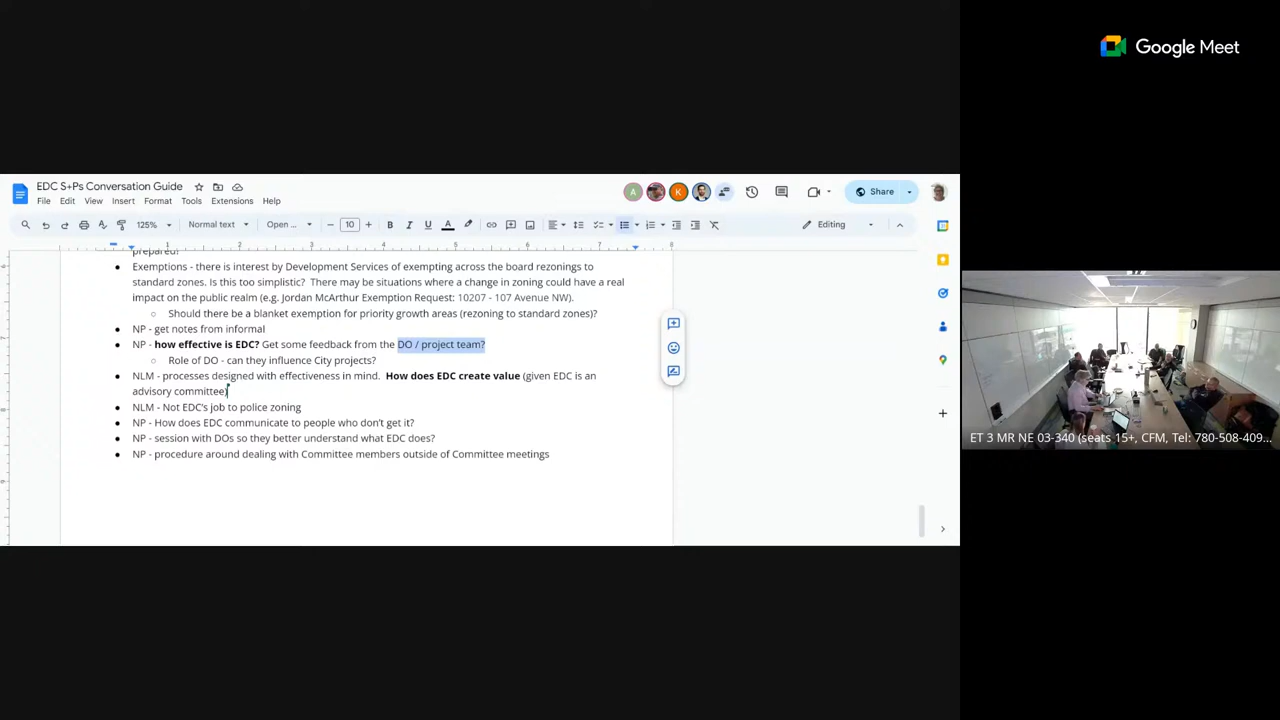 Google Meet
EDC S+Ps Conversation Guide
File Edit View Insert Format Tools Extensions Help
A K Share
125% Normal text Open ... 10 B I U A Editing
1 2 3 4 5 6 7 8
prepared!
● Exemptions - there is interest by Development Services of exempting across the board rezonings to
standard zones. Is this too simplistic? There may be situations where a change in zoning could have a real
impact on the public realm (e.g. Jordan McArthur Exemption Request: 10207 - 107 Avenue NW).
○ Should there be a blanket exemption for priority growth areas (rezoning to standard zones)?
● NP - get notes from informal
● NP - how effective is EDC? Get some feedback from the DO / project team?
○ Role of DO - can they influence City projects?
● NLM - processes designed with effectiveness in mind. How does EDC create value (given EDC is an
advisory committee)
● NLM - Not EDC's job to police zoning
● NP - How does EDC communicate to people who don't get it?
● NP - session with DOs so they better understand what EDC does?
● NP - procedure around dealing with Committee members outside of Committee meetings
ET 3 MR NE 03-340 (seats 15+, CFM, Tel: 780-508-409...